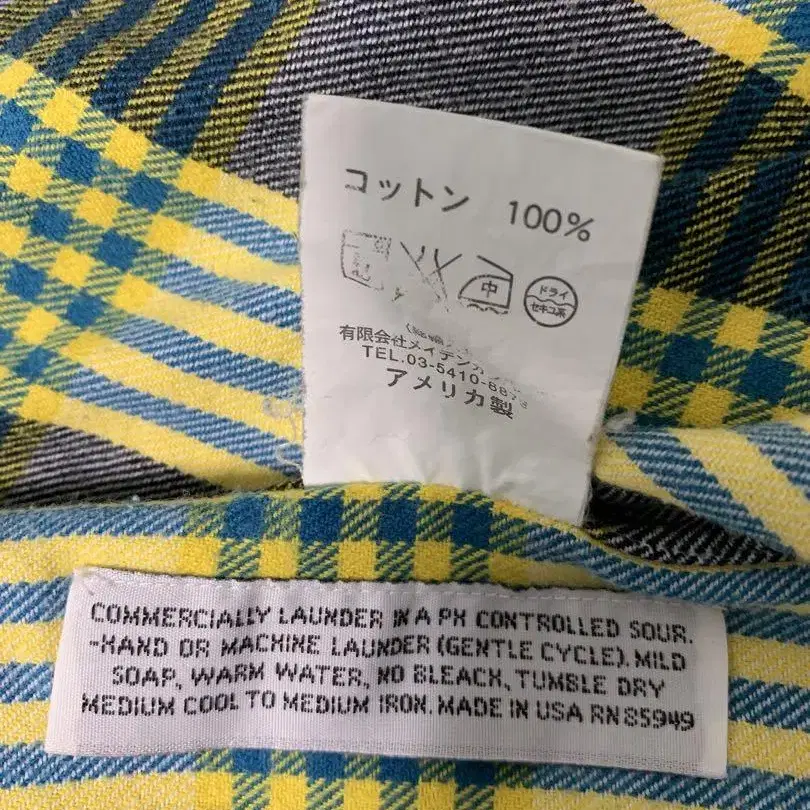 コットン 100%
中
ドライ
セキユ系
有限会社メイデン
TEL.03-5410-
アメリカ製
COMMERCIALLY LAUNDER IN A PH CONTROLLED SOUR.
-HAND OR MACHINE LAUNDER (GENTLE CYCLE). MILD
SOAP, WARM WATER, NO BLEACH, TUMBLE DRY
MEDIUM COOL TO MEDIUM IRON. MADE IN USA RN 85949